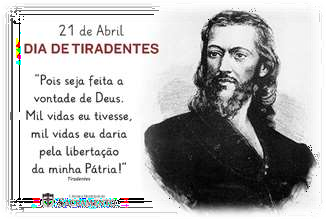 21 de Abril
DIA DE TIRADENTES
"Pois seja feita a
vontade de Deus.
Mil vidas eu tivesse,
mil vidas eu daria
pela libertação
da minha Pátria!"
Tiradentes